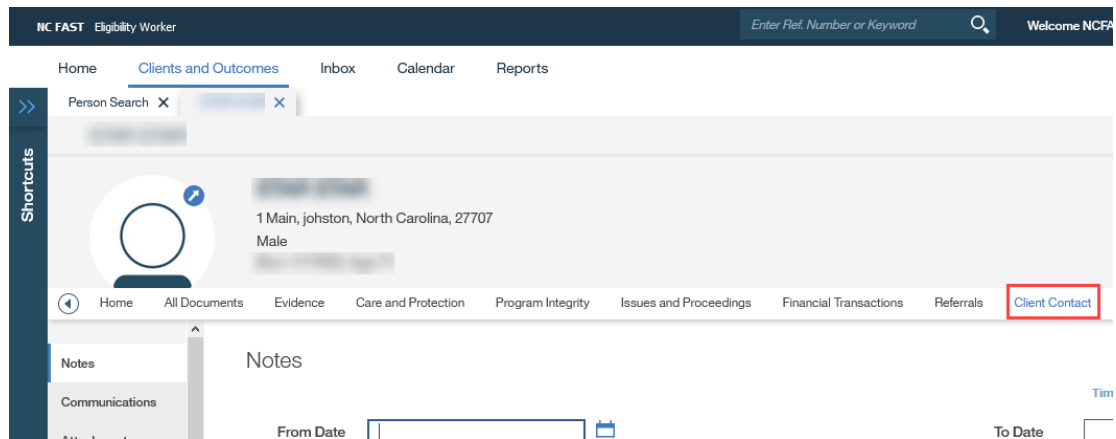 NC FAST Eligibility Worker Enter Ref. Number or Keyword Welcome NCFA
Home Clients and Outcomes Inbox Calendar Reports
Person Search
Shortcuts
1 Main, johston, North Carolina, 27707
Male
Home All Documents Evidence Care and Protection Program Integrity Issues and Proceedings Financial Transactions Referrals Client Contact
Notes
Notes
Communications
Tim
From Date To Date